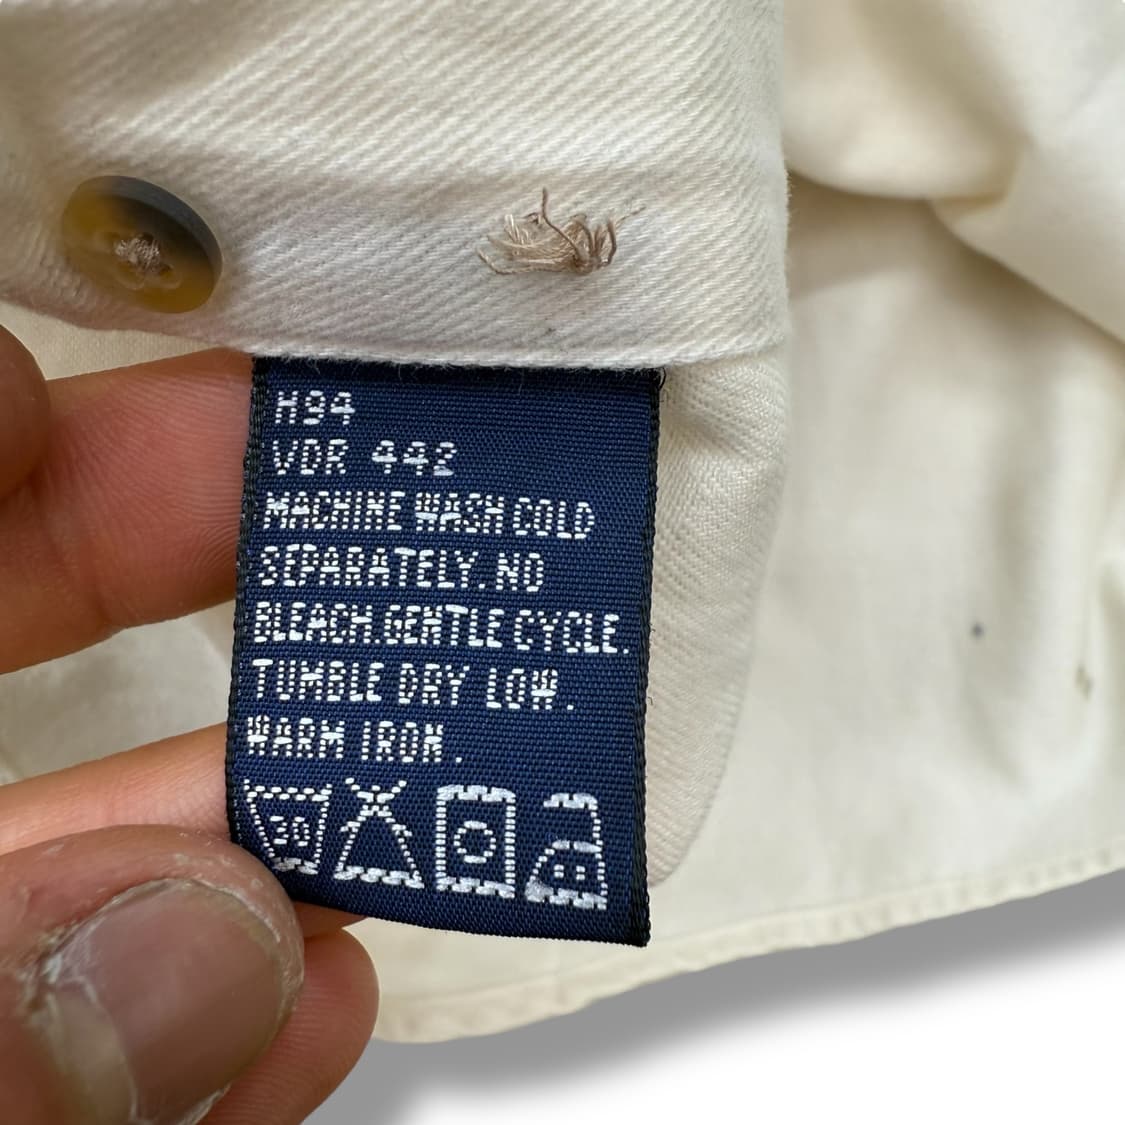 H94
VDR 442
MACHINE WASH COLD
SEPARATELY. NO
BLEACH. GENTLE CYCLE.
TUMBLE DRY LOW.
WARM IRON.
30